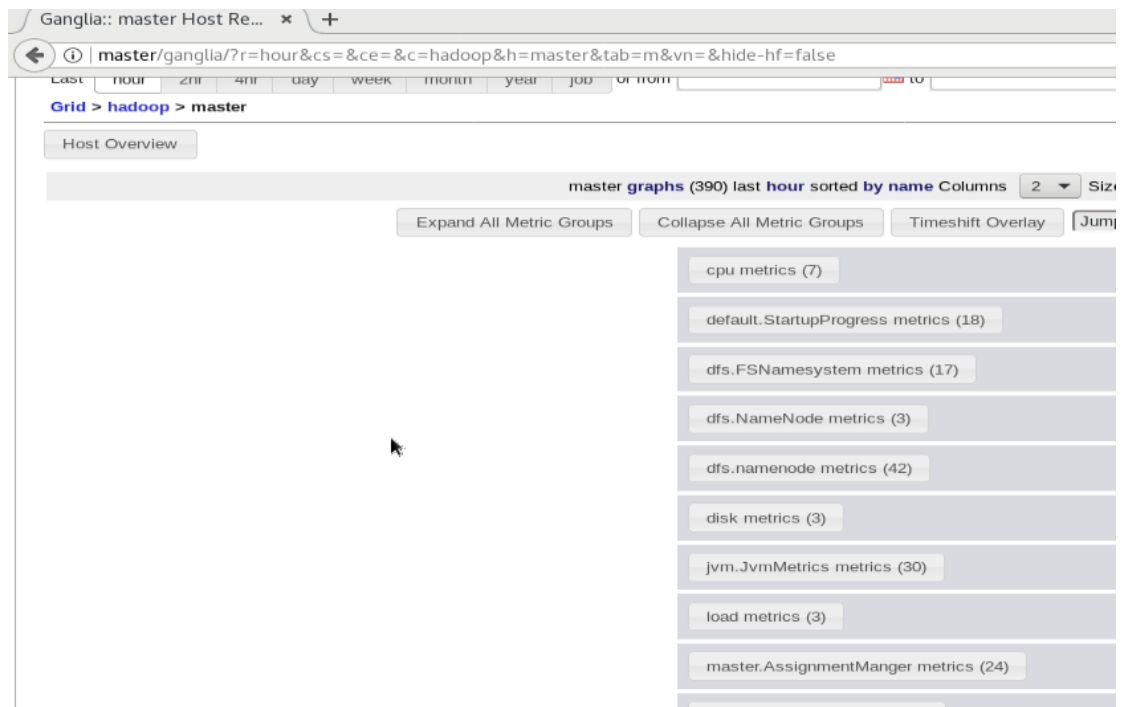 Ganglia:: master Host Re... × +
master/ganglia/?r=hour&cs=&ce=&c=hadoop&h=master&tab=m&vn=&hide-hf=false
Last hour 2hr 4hr day week month year job or from to
Grid > hadoop > master
Host Overview
master graphs (390) last hour sorted by name Columns 2
Expand All Metric Groups Collapse All Metric Groups Timeshift Overlay
cpu metrics (7)
default.StartupProgress metrics (18)
dfs.FSNamesystem metrics (17)
dfs.NameNode metrics (3)
dfs.namenode metrics (42)
disk metrics (3)
jvm.JvmMetrics metrics (30)
load metrics (3)
master.AssignmentManger metrics (24)